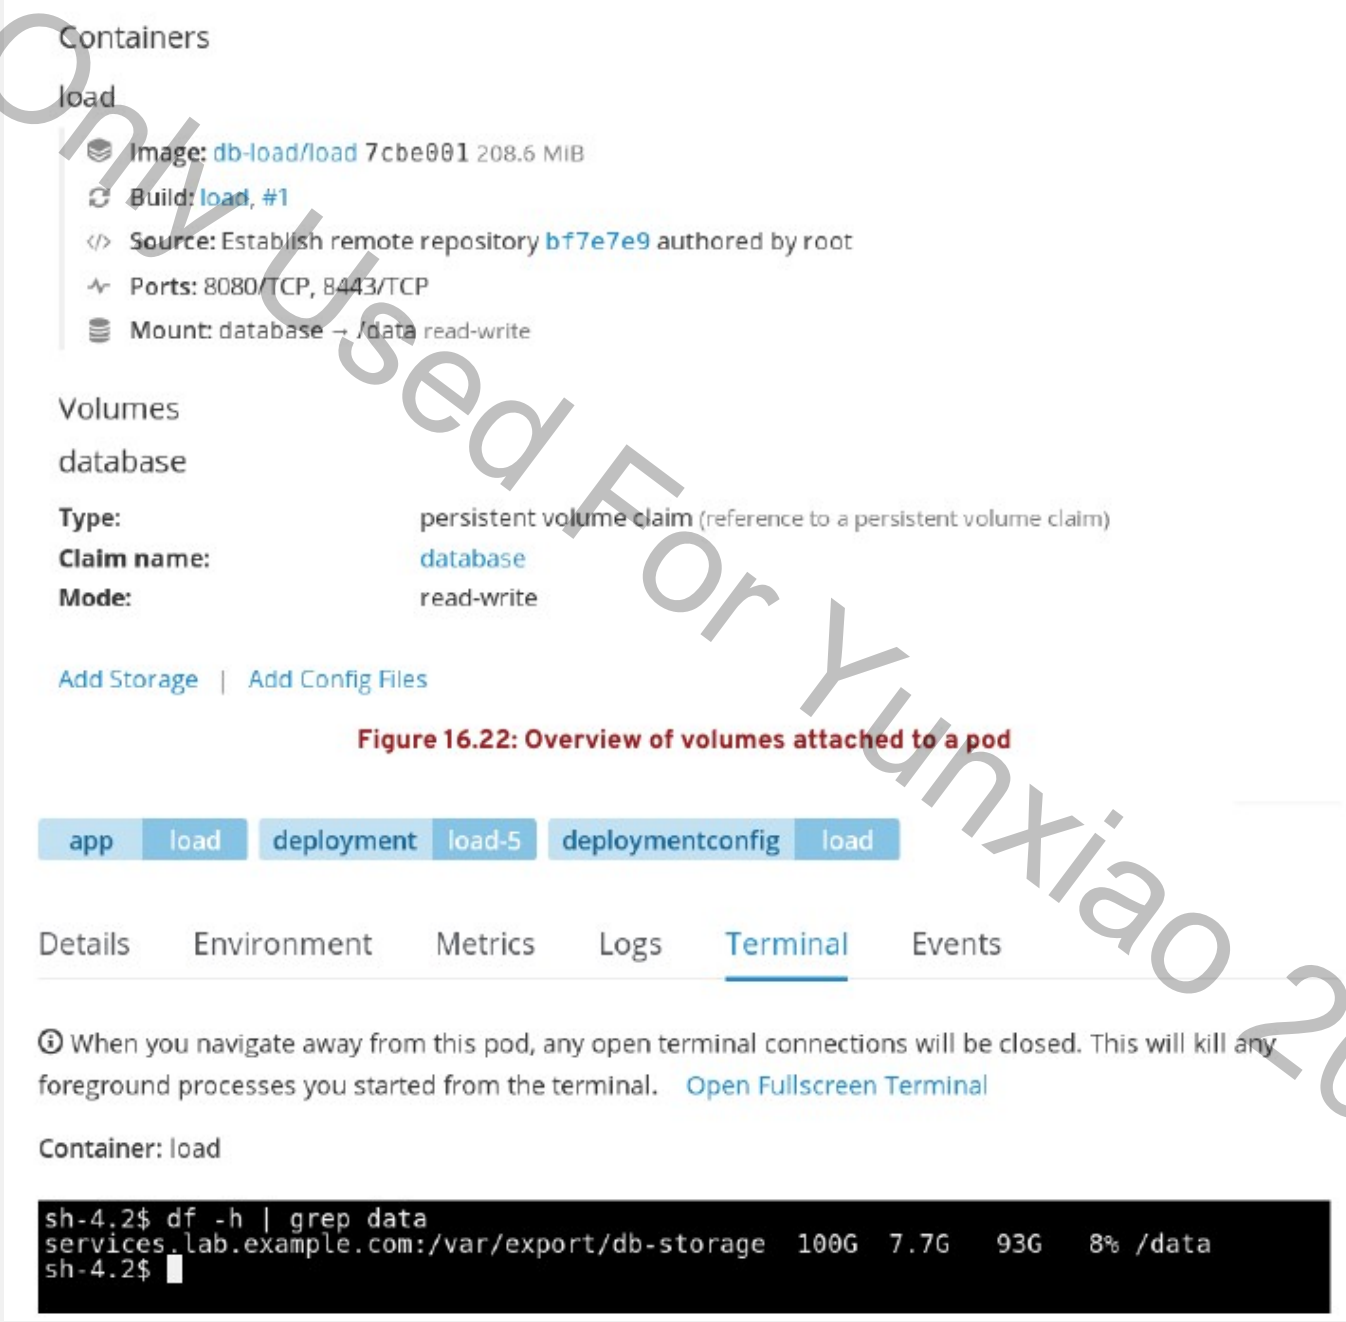 Containers
load
Image: db-load/load 7cbe001 208.6 MiB
Build: load, #1
</> Source: Establish remote repository bf7e7e9 authored by root
Ports: 8080/TCP, 8443/TCP
Mount: database → /data read-write
Volumes
database
Type: persistent volume claim (reference to a persistent volume claim)
Claim name: database
Mode: read-write
Add Storage | Add Config Files
Figure 16.22: Overview of volumes attached to a pod
app load deployment load-5 deploymentconfig load
Details Environment Metrics Logs Terminal Events
When you navigate away from this pod, any open terminal connections will be closed. This will kill any
foreground processes you started from the terminal. Open Fullscreen Terminal
Container: load
sh-4.2$ df -h | grep data
services.lab.example.com:/var/export/db-storage 100G 7.7G 93G 8% /data
sh-4.2$
Only Used For Yunxiao